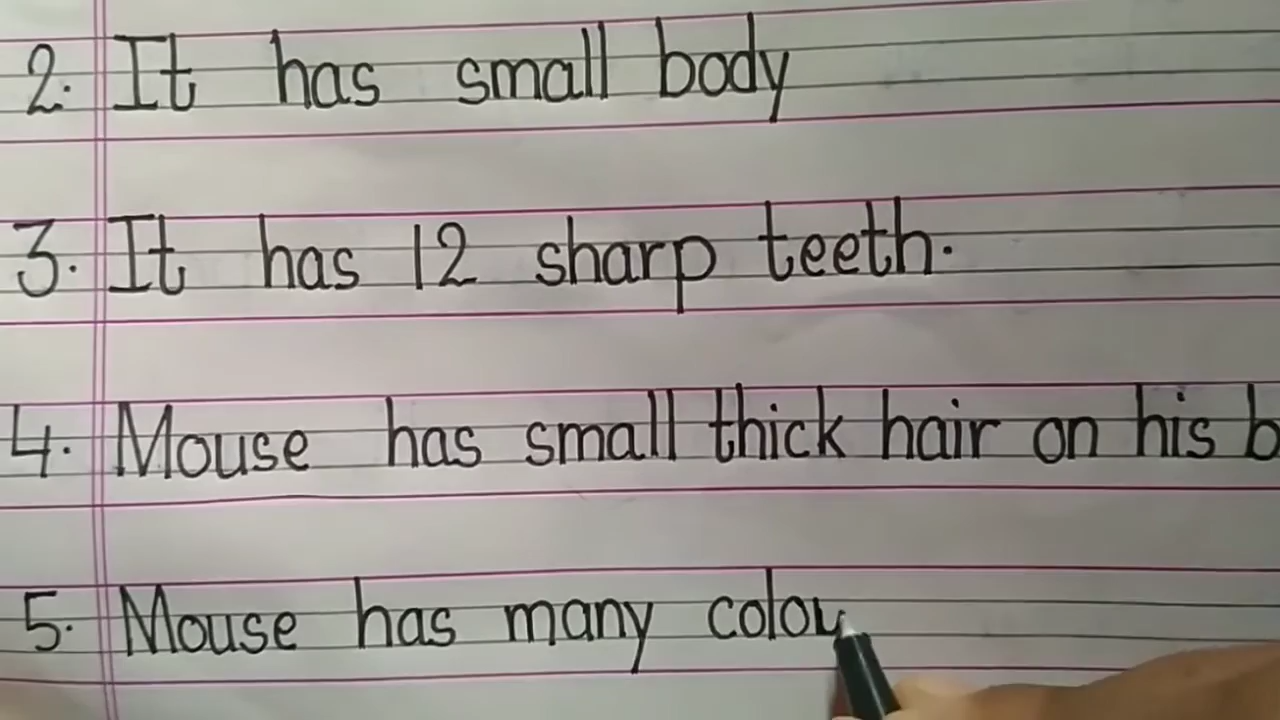 2. It has small body
3. It has 12 sharp teeth.
4. Mouse has small thick hair on his b
5. Mouse has many colou